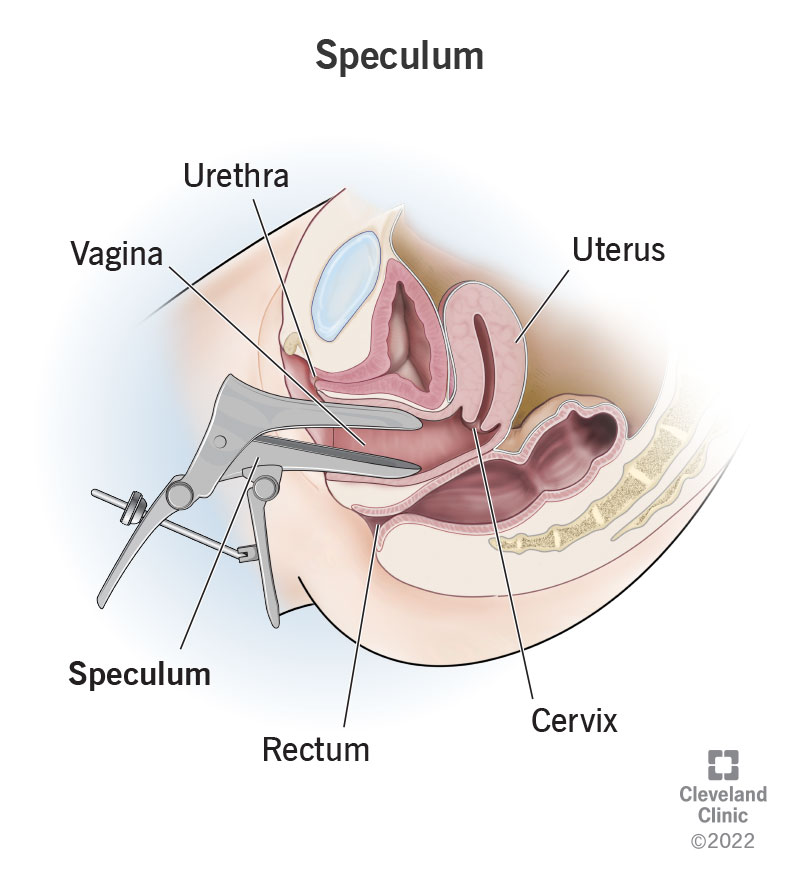 Speculum
Urethra
Vagina
Uterus
Speculum
Cervix
Rectum
Cleveland
Clinic
©2022